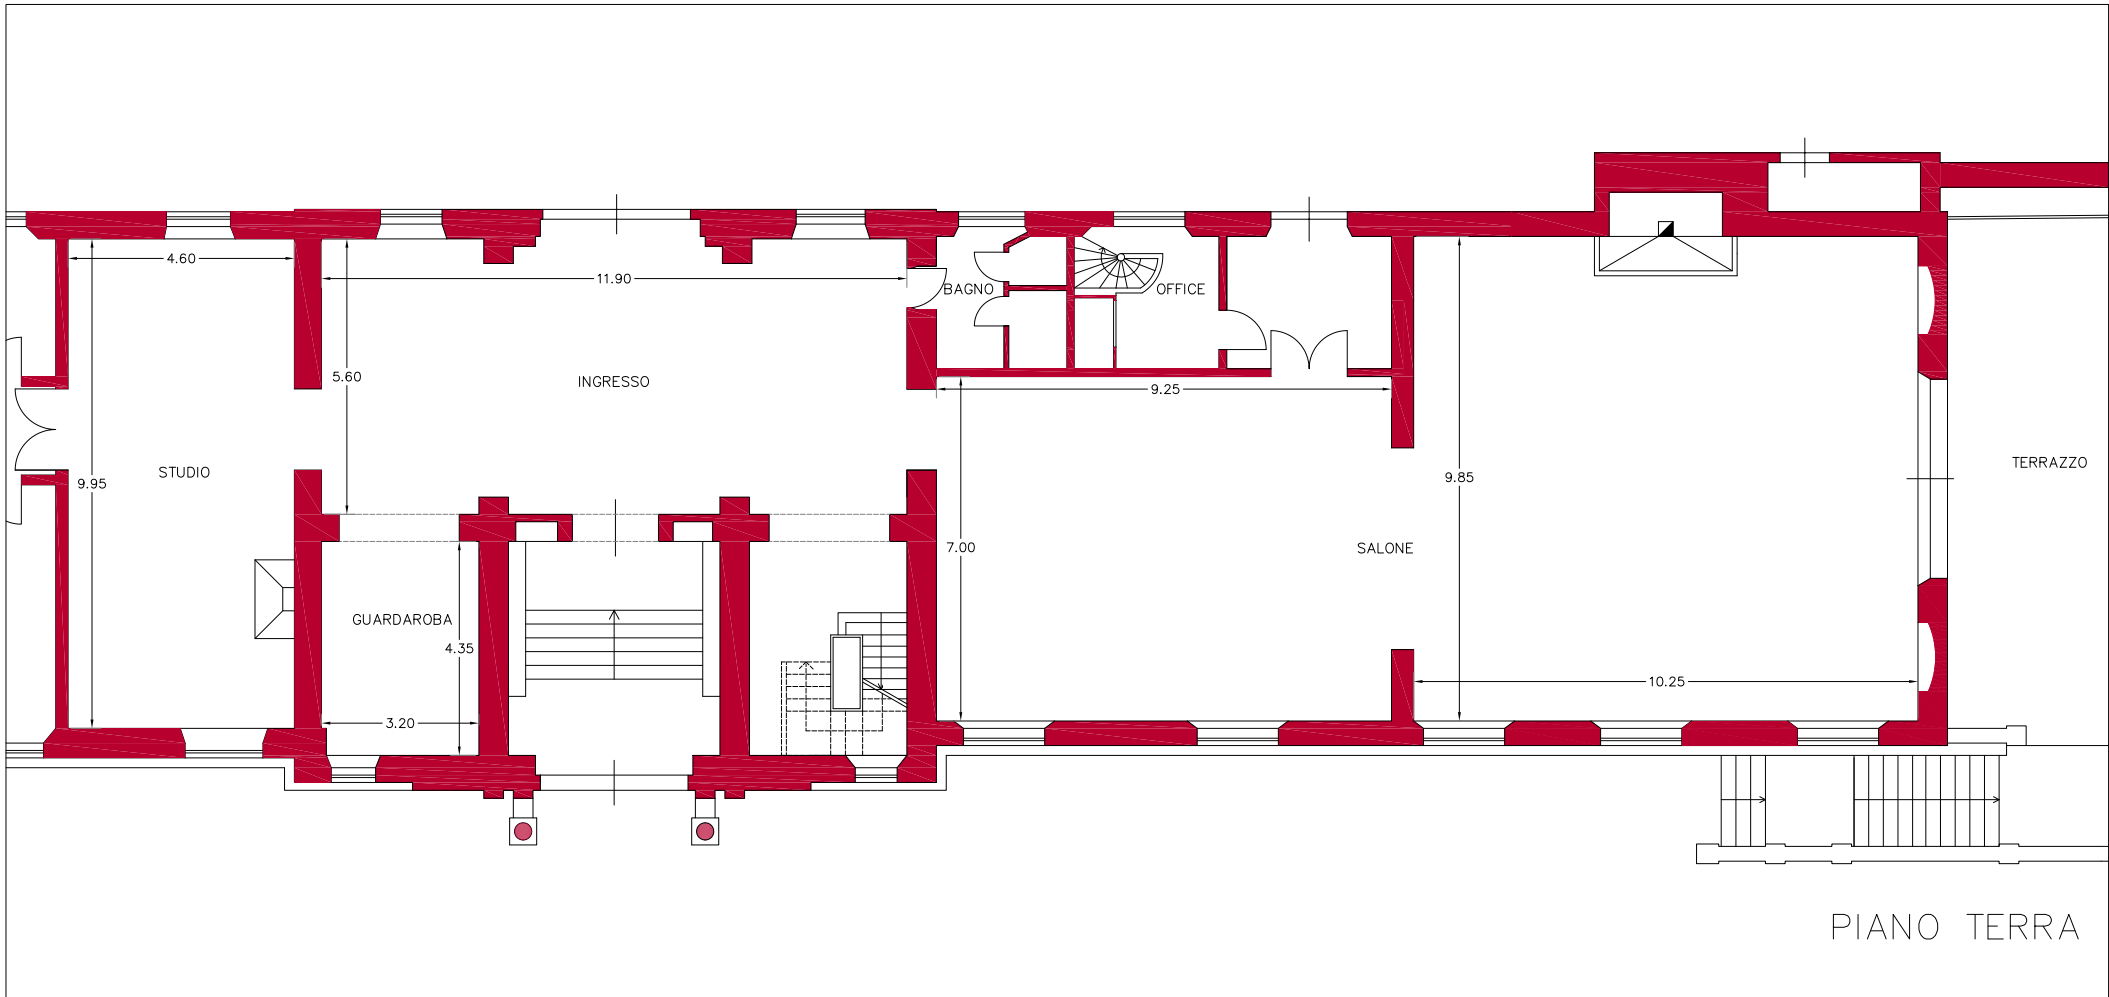 4.60
11.90
BAGNO
OFFICE
5.60
INGRESSO
9.25
TERRAZZO
STUDIO
9.95
9.85
7.00
SALONE
GUARDAROBA
4.35
10.25
3.20
PIANO TERRA